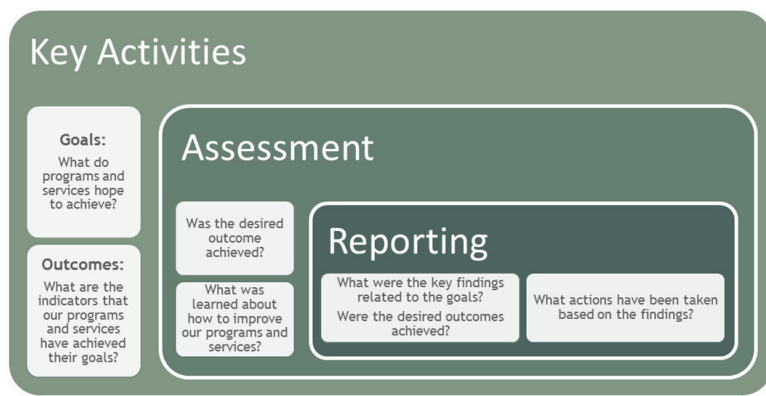 Key Activities
Goals:
What do
programs and
services hope
to achieve?
Outcomes:
What are the
indicators that
our programs
and services
have achieved
their goals?
Assessment
Was the desired
outcome
achieved?
What was
learned about
how to improve
our programs and
services?
Reporting
What were the key findings
related to the goals?
Were the desired outcomes
achieved?
What actions have been taken
based on the findings?